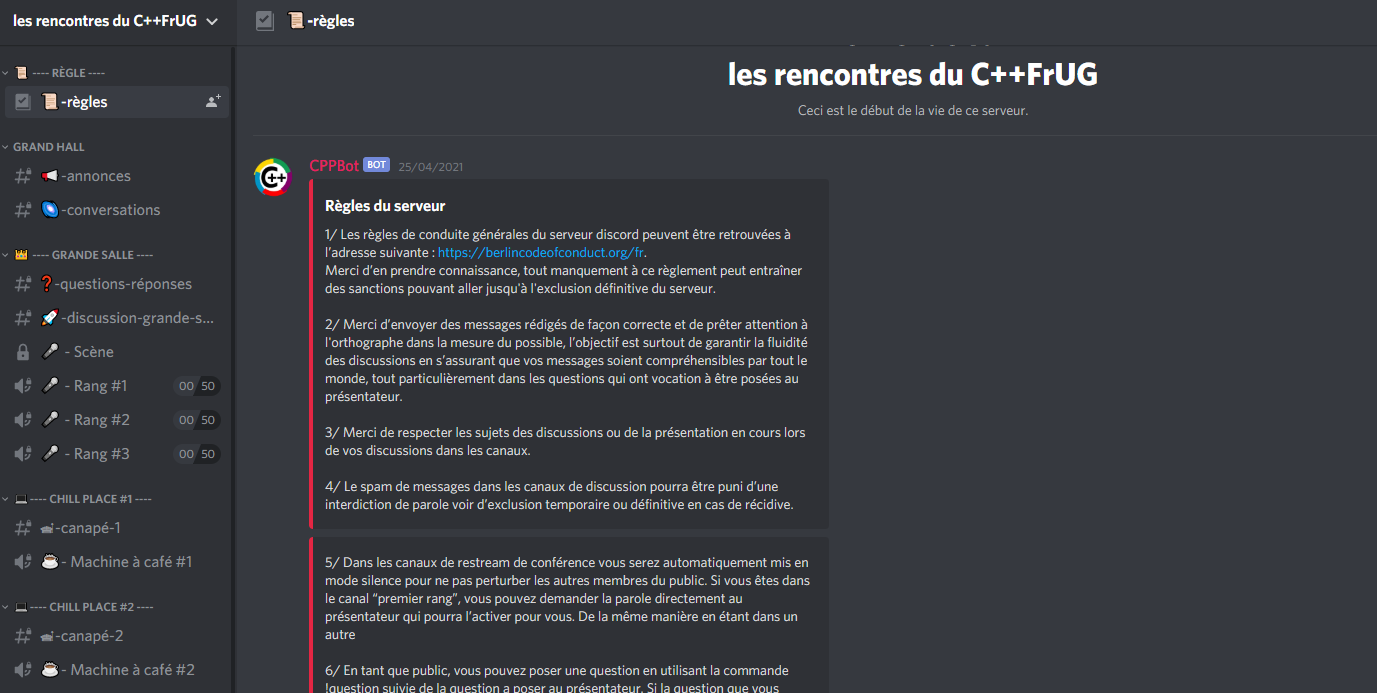 les rencontres du C++FrUG
---- RÈGLE ----
-règles
GRAND HALL
-annonces
-conversations
---- GRANDE SALLE ----
-questions-réponses
-discussion-grande-s...
- Scène
- Rang #1 00 50
- Rang #2 00 50
- Rang #3 00 50
---- CHILL PLACE #1 ----
-canapé-1
- Machine à café #1
---- CHILL PLACE #2 ----
-canapé-2
- Machine à café #2
-règles
les rencontres du C++FrUG
Ceci est le début de la vie de ce serveur.
C++
CPPBot BOT 25/04/2021
Règles du serveur
1/ Les règles de conduite générales du serveur discord peuvent être retrouvées à
l’adresse suivante : https://berlincodeofconduct.org/fr.
Merci d’en prendre connaissance, tout manquement à ce règlement peut entraîner
des sanctions pouvant aller jusqu'à l'exclusion définitive du serveur.
2/ Merci d’envoyer des messages rédigés de façon correcte et de prêter attention à
l'orthographe dans la mesure du possible, l’objectif est surtout de garantir la fluidité
des discussions en s’assurant que vos messages soient compréhensibles par tout le
monde, tout particulièrement dans les questions qui ont vocation à être posées au
présentateur.
3/ Merci de respecter les sujets des discussions ou de la présentation en cours lors
de vos discussions dans les canaux.
4/ Le spam de messages dans les canaux de discussion pourra être puni d’une
interdiction de parole voir d’exclusion temporaire ou définitive en cas de récidive.
5/ Dans les canaux de restream de conférence vous serez automatiquement mis en
mode silence pour ne pas perturber les autres membres du public. Si vous êtes dans
le canal “premier rang”, vous pouvez demander la parole directement au
présentateur qui pourra l’activer pour vous. De la même manière en étant dans un
autre
6/ En tant que public, vous pouvez poser une question en utilisant la commande
!question suivie de la question a poser au présentateur. Si la question que vous